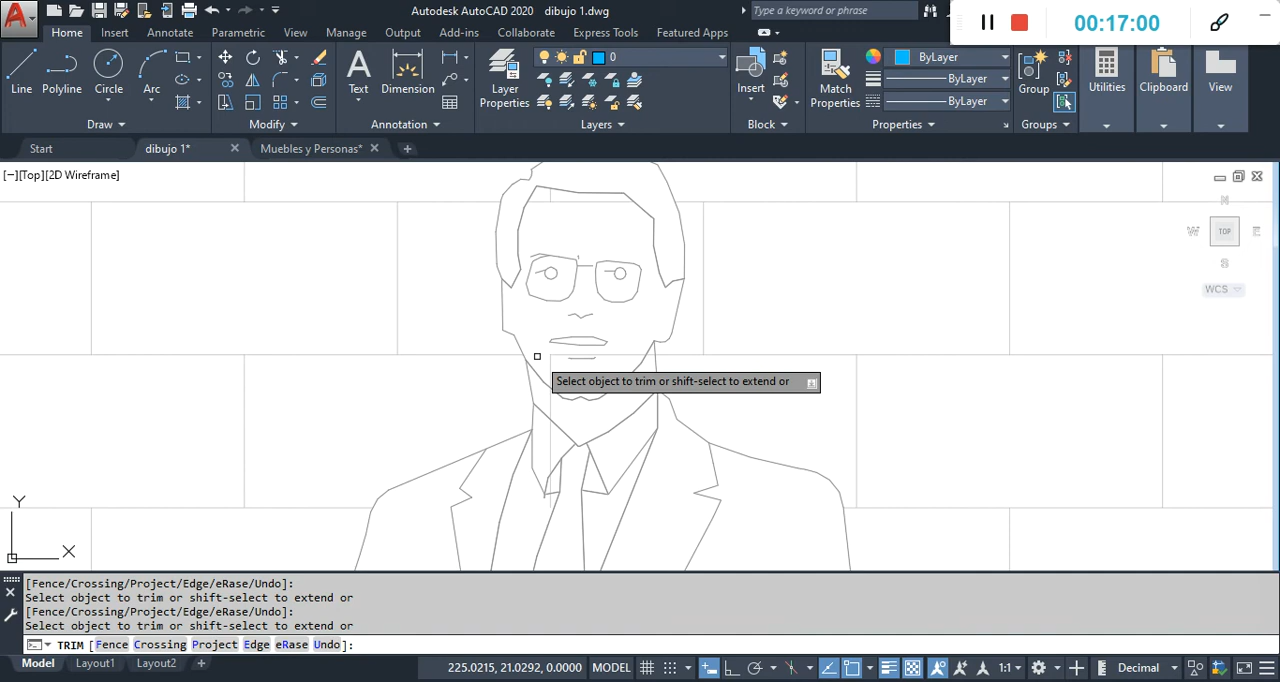 Autodesk AutoCAD 2020 dibujo 1.dwg
Type a keyword or phrase
00:17:00
Home Insert Annotate Parametric View Manage Output Add-ins Collaborate Express Tools Featured Apps
0
ByLayer
ByLayer
ByLayer
Line Polyline Circle Arc
Text Dimension
Layer
Properties
Insert
Match
Properties
Group
Utilities Clipboard View
Draw Modify Annotation Layers Block Properties Groups
Start dibujo 1* Muebles y Personas*
[−][Top][2D Wireframe]
N
W TOP E
S
WCS
Select object to trim or shift-select to extend or
Y
X
[Fence/Crossing/Project/Edge/eRase/Undo]:
Select object to trim or shift-select to extend or
[Fence/Crossing/Project/Edge/eRase/Undo]:
Select object to trim or shift-select to extend or
TRIM [Fence Crossing Project Edge eRase Undo]:
Model Layout1 Layout2 +
225.0215, 21.0292, 0.0000 MODEL 1:1 Decimal